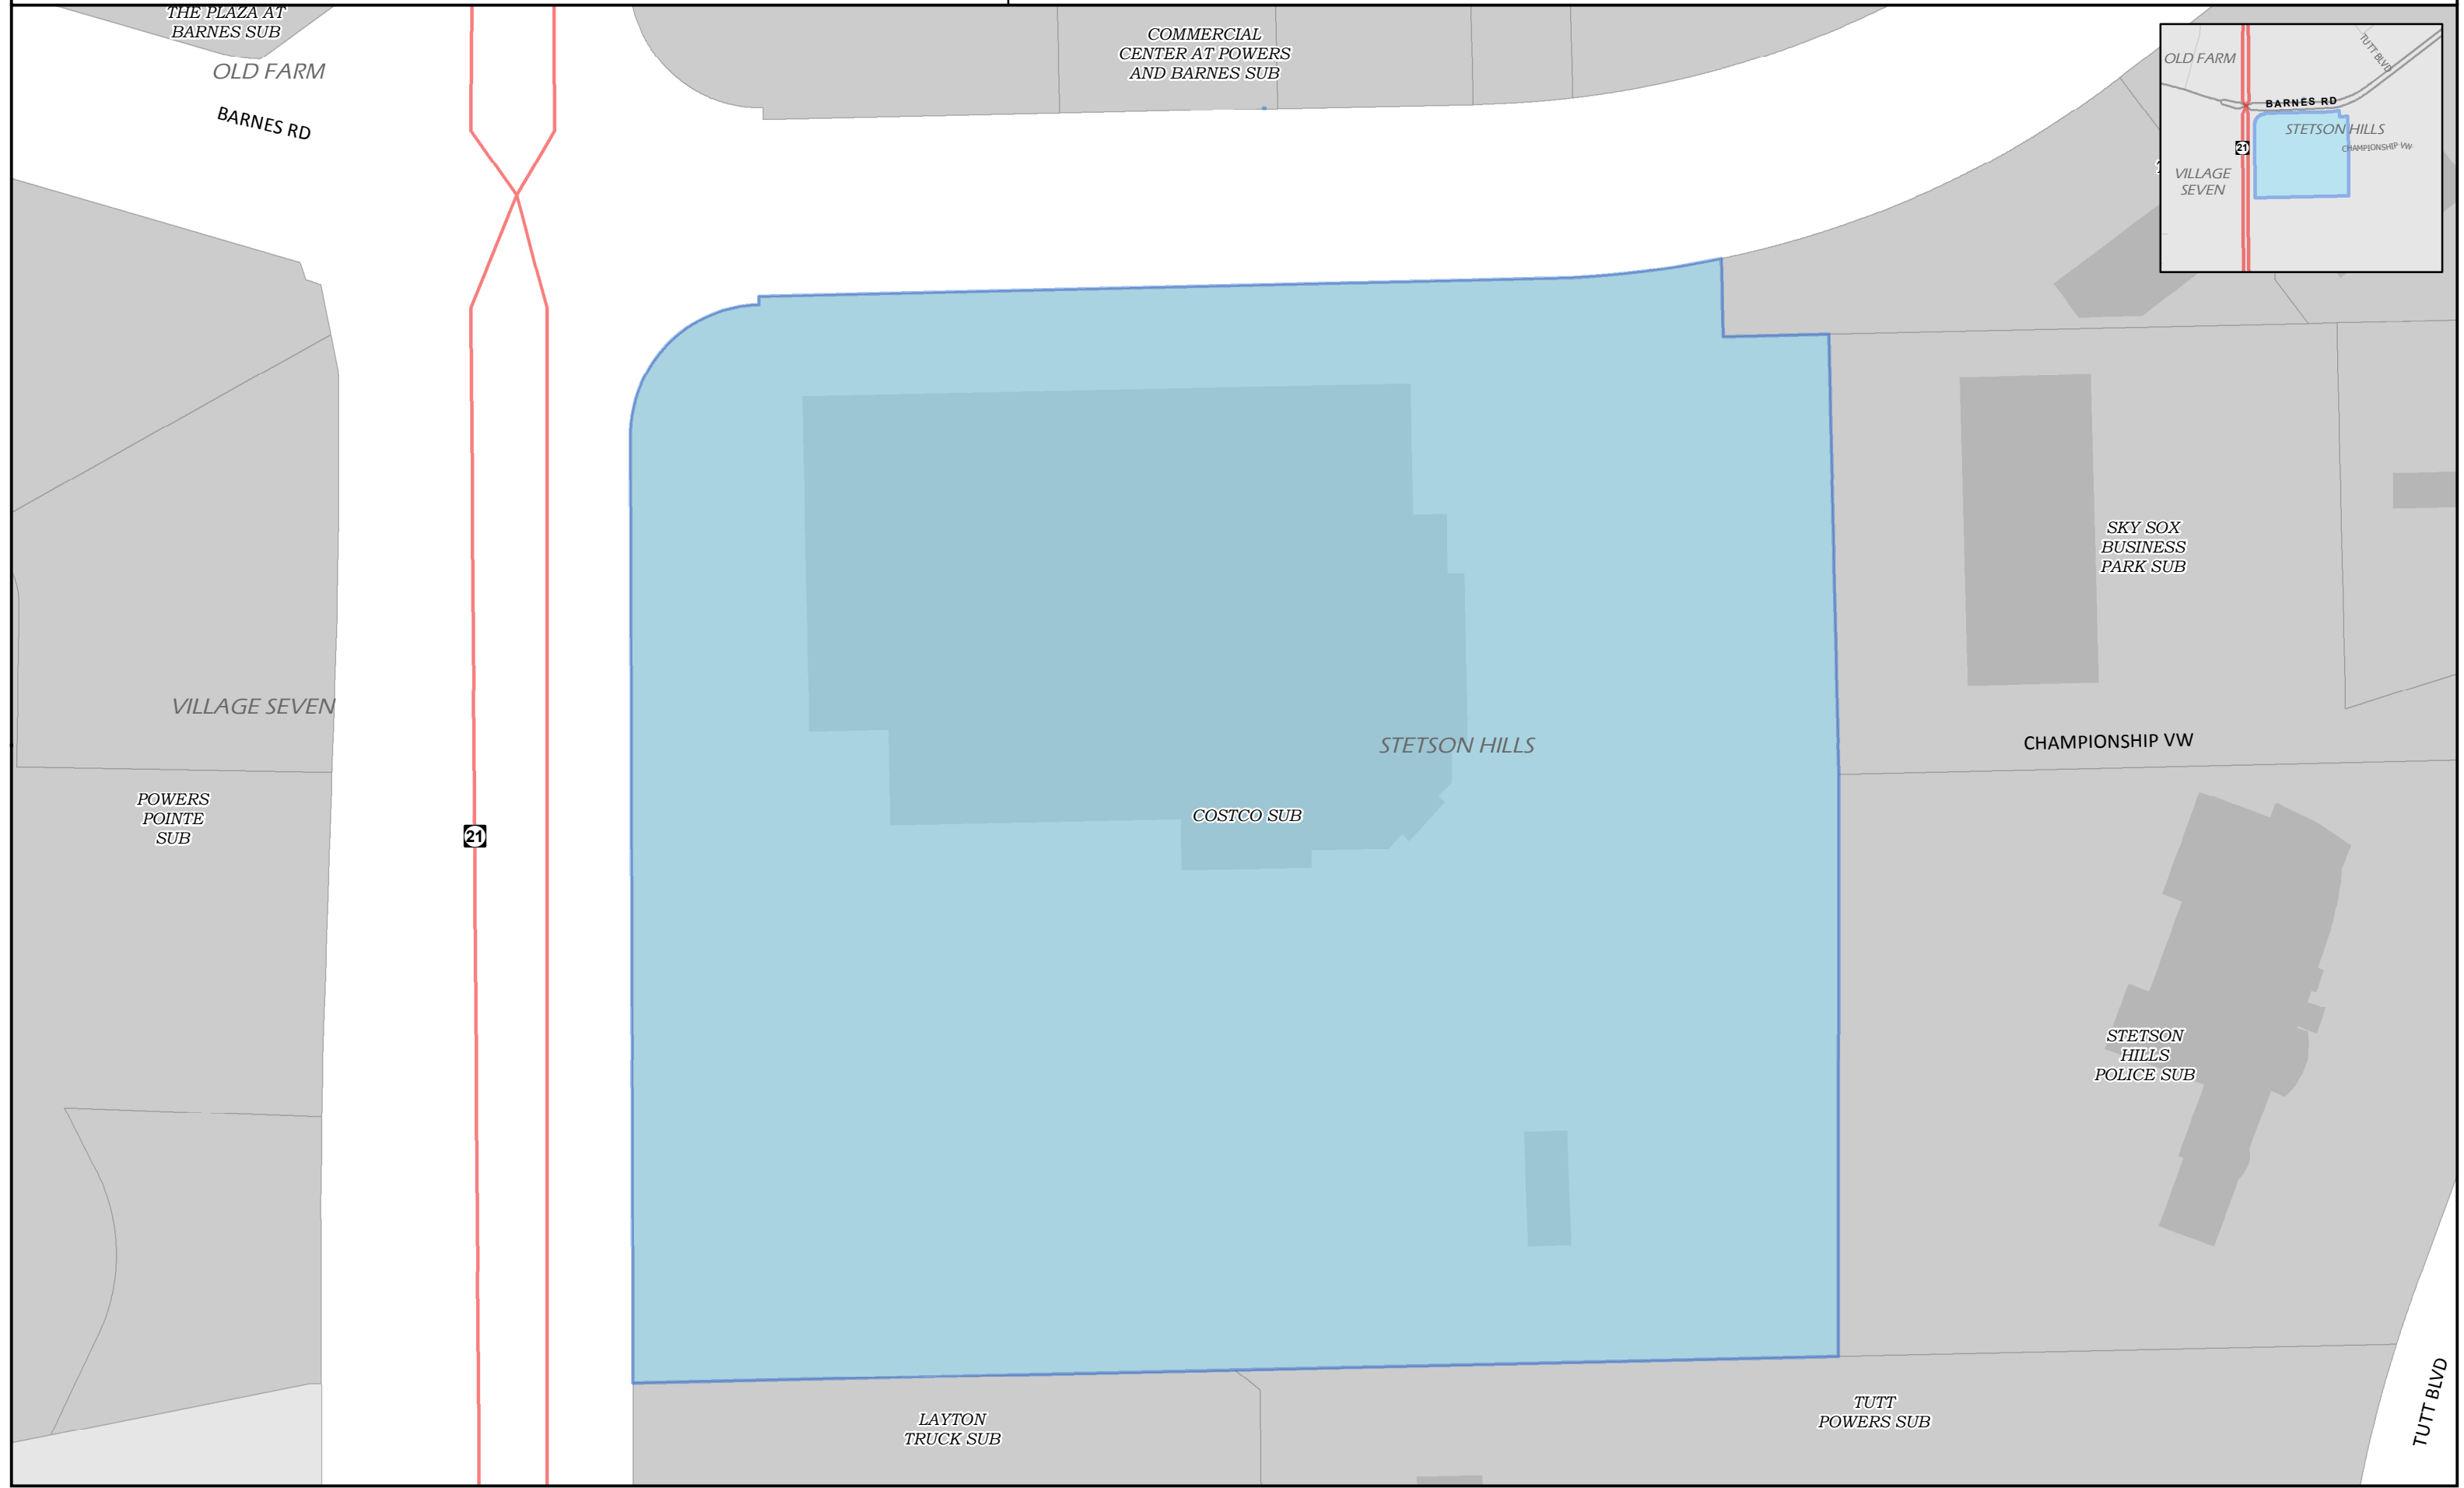 THE PLAZA AT
BARNES SUB
OLD FARM
BARNES RD
COMMERCIAL
CENTER AT POWERS
AND BARNES SUB
OLD FARM
TUTT BLVD
BARNES RD
STETSON HILLS
CHAMPIONSHIP VW
21
VILLAGE
SEVEN
SKY SOX
BUSINESS
PARK SUB
VILLAGE SEVEN
STETSON HILLS
CHAMPIONSHIP VW
POWERS
POINTE
SUB
21
COSTCO SUB
STETSON
HILLS
POLICE SUB
LAYTON
TRUCK SUB
TUTT
POWERS SUB
TUTT BLVD